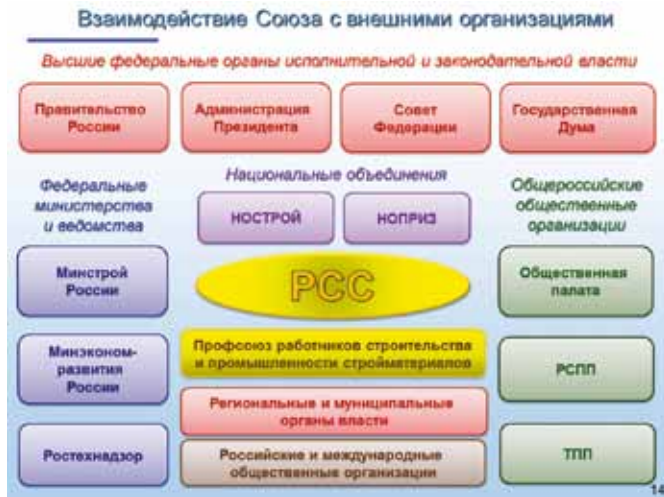 Взаимодействие Союза с внешними организациями
Высшие федеральные органы исполнительной и законодательной власти
Правительство
России
Администрация
Президента
Совет
Федерации
Государственная
Дума
Федеральные
министерства
и ведомства
Национальные объединения
НОСТРОЙ
НОПРИЗ
Общероссийские
общественные
организации
Минстрой
России
РСС
Общественная
палата
Минэконом-
развития
России
Профсоюз работников строительства
и промышленности стройматериалов
РСПП
Региональные и муниципальные
органы власти
Ростехнадзор
Российские и международные
общественные организации
ТПП
14